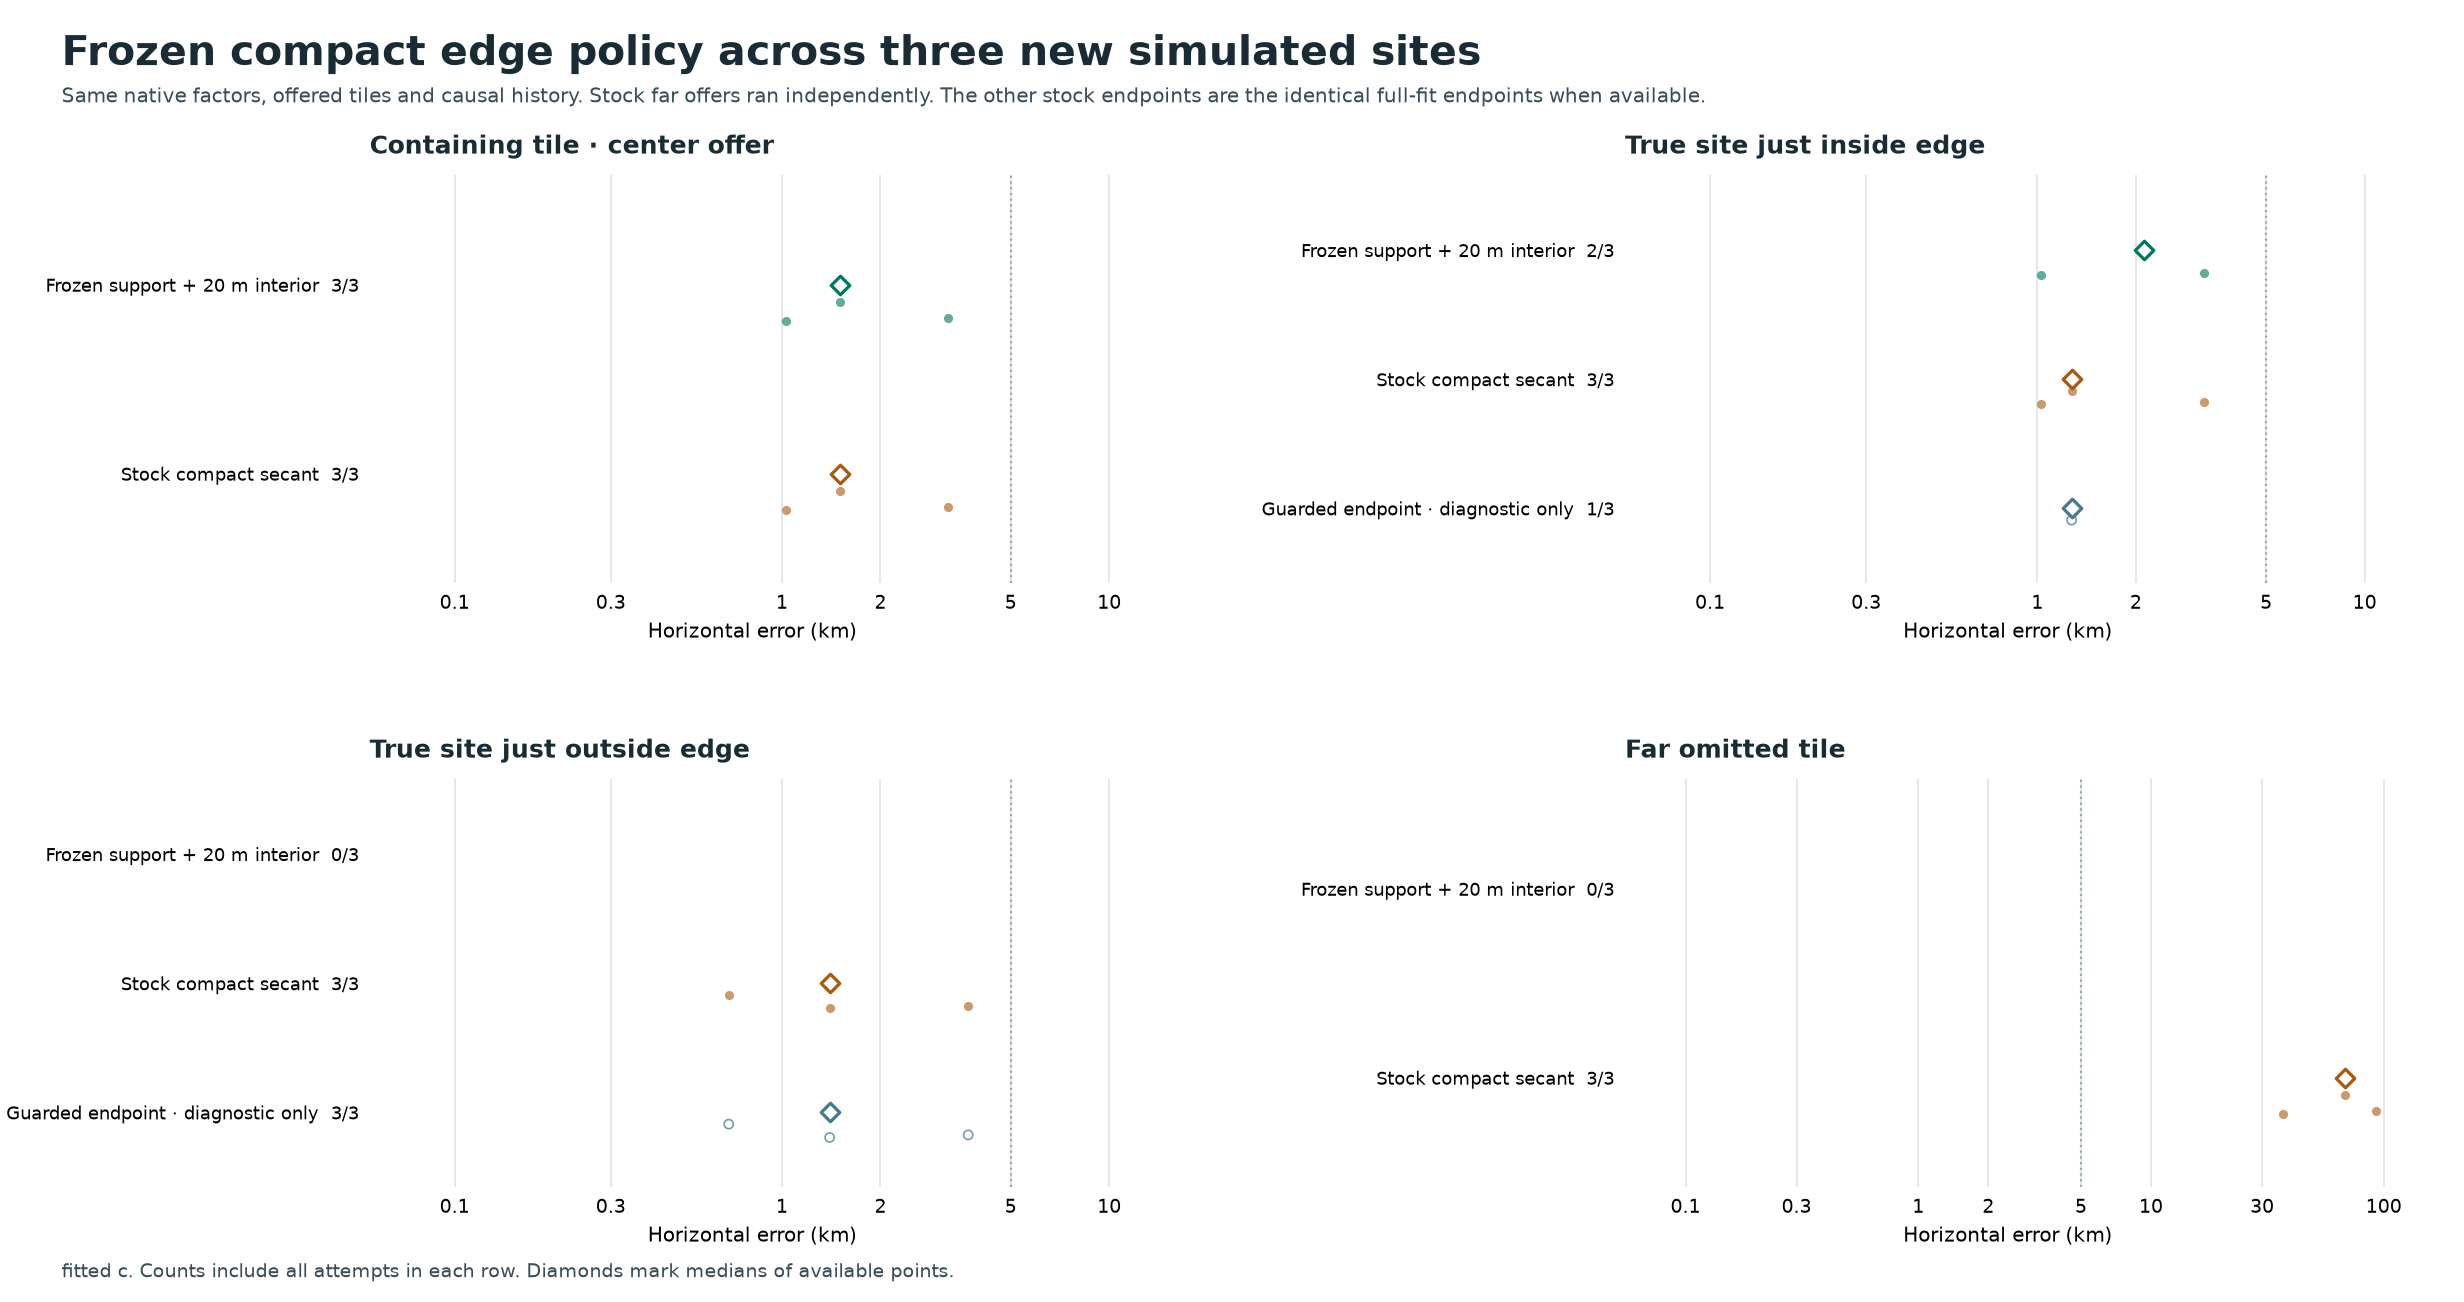 Frozen compact edge policy across three new simulated sites
Same native factors, offered tiles and causal history. Stock far offers ran independently. The other stock endpoints are the identical full-fit endpoints when available.
Containing tile · center offer
Frozen support + 20 m interior 3/3
Stock compact secant 3/3
0.1 0.3 1 2 5 10
Horizontal error (km)
True site just inside edge
Frozen support + 20 m interior 2/3
Stock compact secant 3/3
Guarded endpoint · diagnostic only 1/3
0.1 0.3 1 2 5 10
Horizontal error (km)
True site just outside edge
Frozen support + 20 m interior 0/3
Stock compact secant 3/3
Guarded endpoint · diagnostic only 3/3
0.1 0.3 1 2 5 10
Horizontal error (km)
Far omitted tile
Frozen support + 20 m interior 0/3
Stock compact secant 3/3
0.1 0.3 1 2 5 10 30 100
Horizontal error (km)
fitted c. Counts include all attempts in each row. Diamonds mark medians of available points.